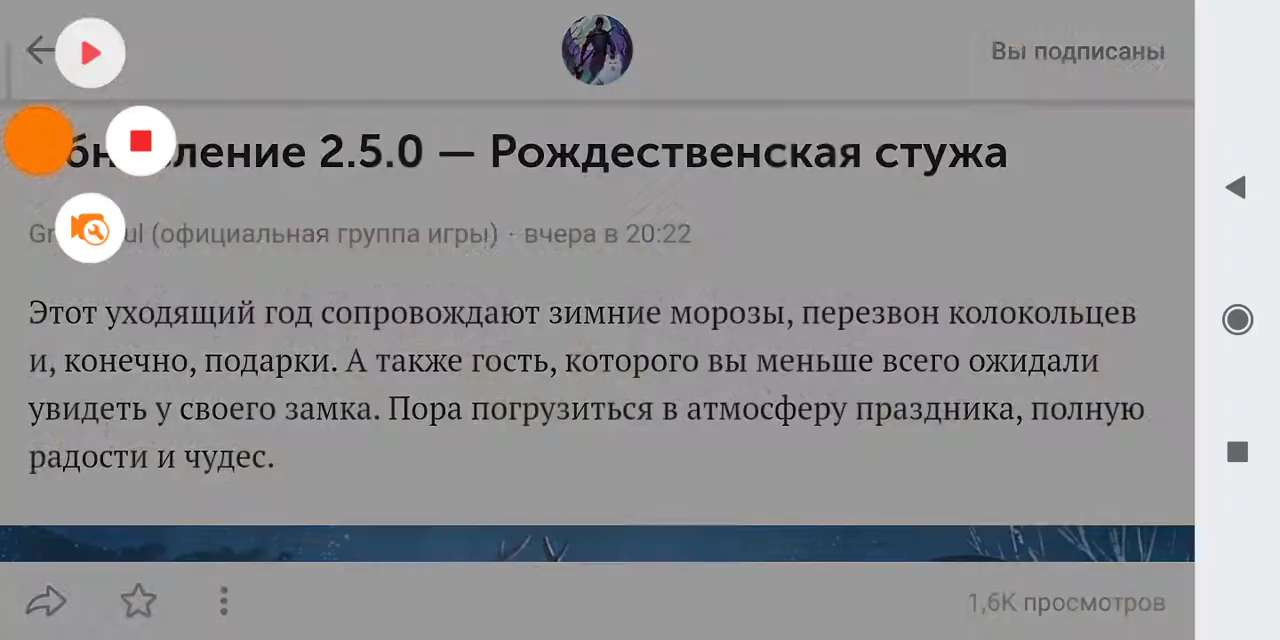 Вы подписаны
ление 2.5.0 — Рождественская стужа
(официальная группа игры) · вчера в 20:22
Этот уходящий год сопровождают зимние морозы, перезвон колокольцев
и, конечно, подарки. А также гость, которого вы меньше всего ожидали
увидеть у своего замка. Пора погрузиться в атмосферу праздника, полную
радости и чудес.
1,6K просмотров